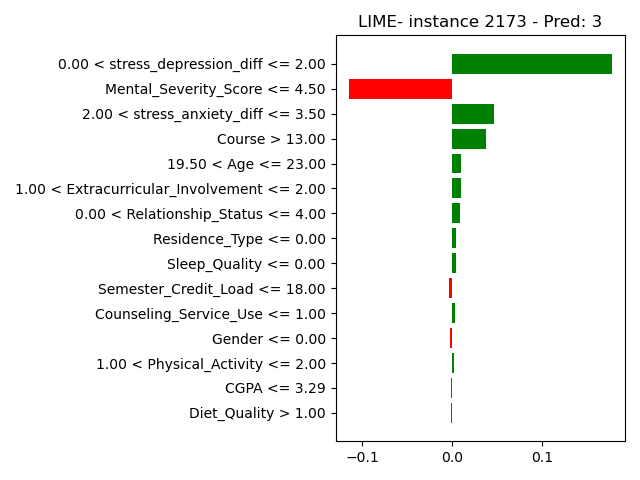 LIME- instance 2173 - Pred: 3
0.00 < stress_depression_diff <= 2.00
Mental_Severity_Score <= 4.50
2.00 < stress_anxiety_diff <= 3.50
Course > 13.00
19.50 < Age <= 23.00
1.00 < Extracurricular_Involvement <= 2.00
0.00 < Relationship_Status <= 4.00
Residence_Type <= 0.00
Sleep_Quality <= 0.00
Semester_Credit_Load <= 18.00
Counseling_Service_Use <= 1.00
Gender <= 0.00
1.00 < Physical_Activity <= 2.00
CGPA <= 3.29
Diet_Quality > 1.00
−0.1 0.0 0.1